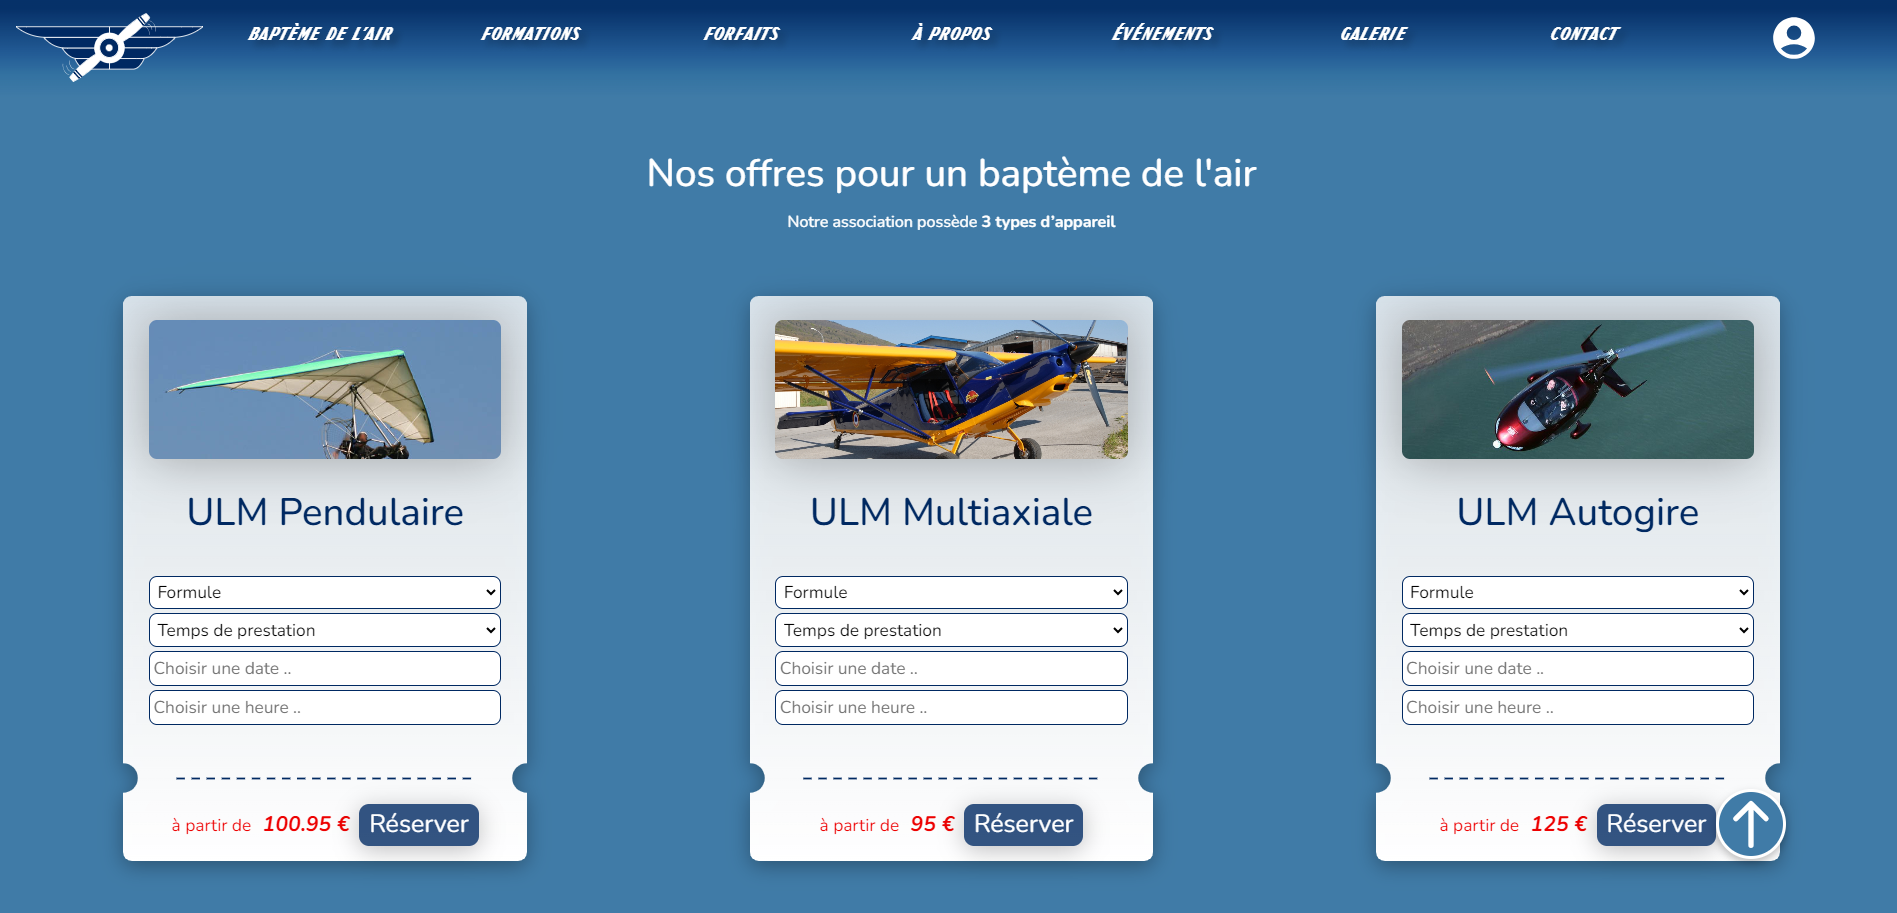 BAPTÈME DE L'AIR
FORMATIONS
FORFAITS
À PROPOS
ÉVÉNEMENTS
GALERIE
CONTACT
Nos offres pour un baptème de l'air
Notre association possède 3 types d'appareil
ULM Pendulaire
Formule
Temps de prestation
Choisir une date ..
Choisir une heure ..
à partir de 100.95 € Réserver
ULM Multiaxiale
Formule
Temps de prestation
Choisir une date ..
Choisir une heure ..
à partir de 95 € Réserver
ULM Autogire
Formule
Temps de prestation
Choisir une date ..
Choisir une heure ..
à partir de 125 € Réserver